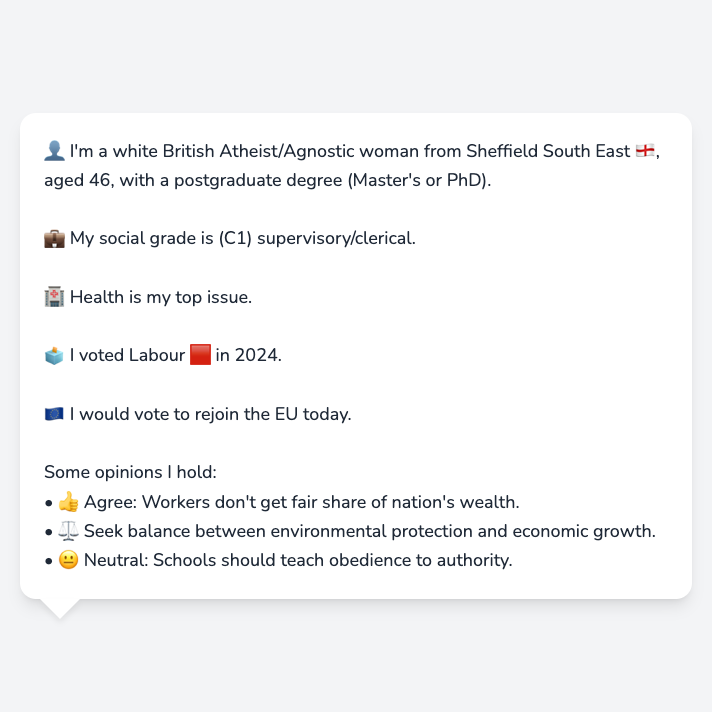 👤 I'm a white British Atheist/Agnostic woman from Sheffield South East 🏴󠁧󠁢󠁥󠁮󠁧󠁿,
aged 46, with a postgraduate degree (Master's or PhD).
💼 My social grade is (C1) supervisory/clerical.
🏥 Health is my top issue.
🗳️ I voted Labour 🟥 in 2024.
🇪🇺 I would vote to rejoin the EU today.
Some opinions I hold:
• 👍 Agree: Workers don't get fair share of nation's wealth.
• ⚖️ Seek balance between environmental protection and economic growth.
• 😐 Neutral: Schools should teach obedience to authority.